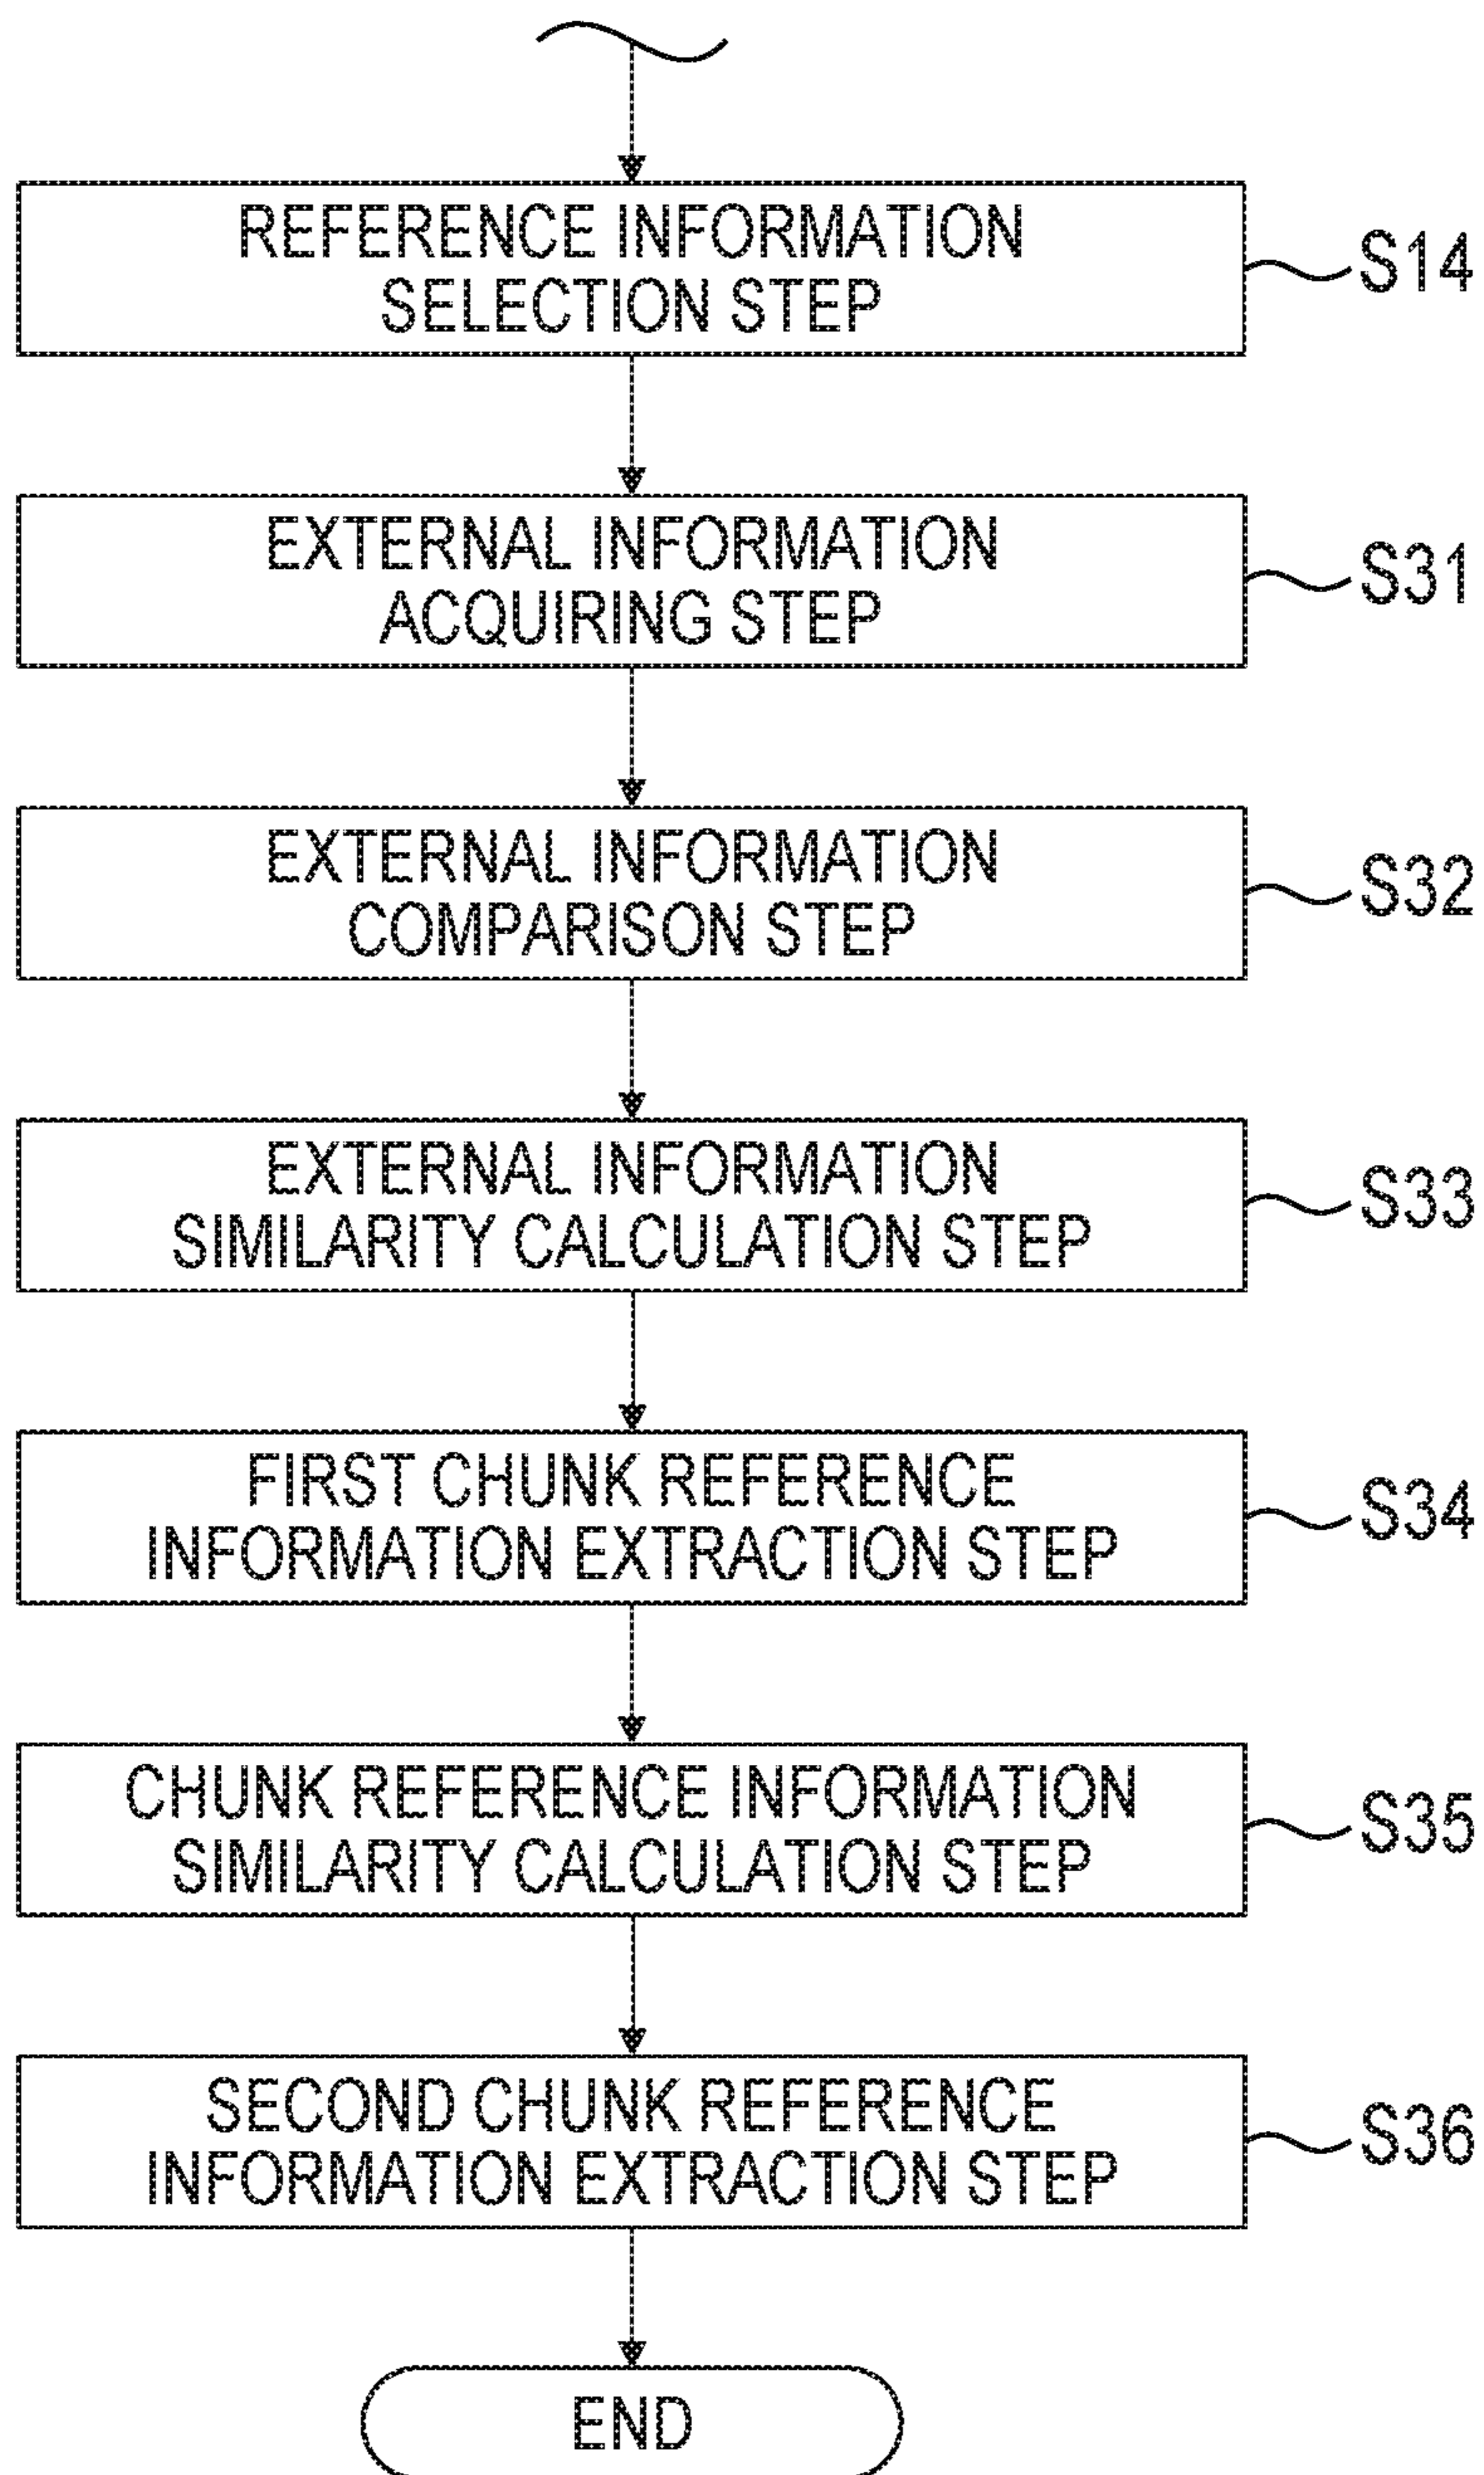 REFERENCE INFORMATION
SELECTION STEP
S14
EXTERNAL INFORMATION
ACQUIRING STEP
S31
EXTERNAL INFORMATION
COMPARISON STEP
S32
EXTERNAL INFORMATION
SIMILARITY CALCULATION STEP
S33
FIRST CHUNK REFERENCE
INFORMATION EXTRACTION STEP
S34
CHUNK REFERENCE INFORMATION
SIMILARITY CALCULATION STEP
S35
SECOND CHUNK REFERENCE
INFORMATION EXTRACTION STEP
S36
END